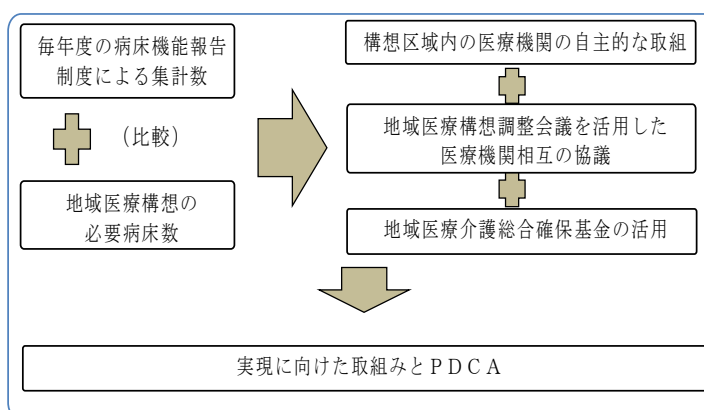 毎年度の病床機能報告
制度による集計数
（比較）
地域医療構想の
必要病床数
構想区域内の医療機関の自主的な取組
地域医療構想調整会議を活用した
医療機関相互の協議
地域医療介護総合確保基金の活用
実現に向けた取組みとＰＤＣＡ